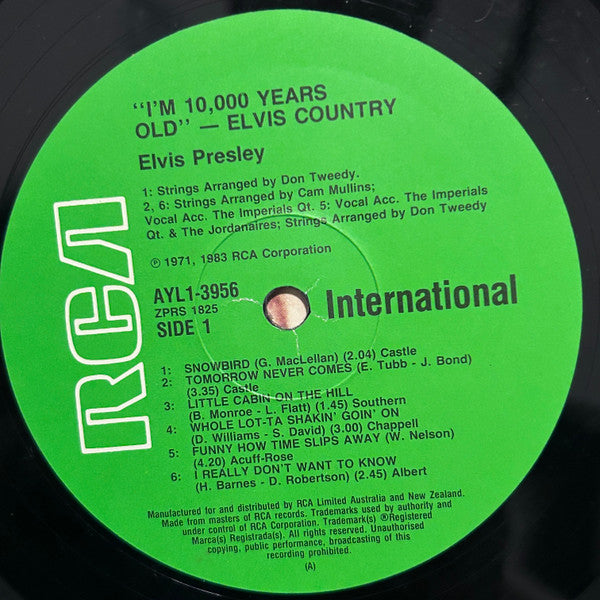 "I'M 10,000 YEARS
OLD" — ELVIS COUNTRY
Elvis Presley
1: Strings Arranged by Don Tweedy.
2, 6: Strings Arranged by Cam Mullins;
Vocal Acc. The Imperials Qt. 5: Vocal Acc. The Imperials
Qt. & The Jordanaires; Strings Arranged by Don Tweedy
℗ 1971, 1983 RCA Corporation
RCA
AYL1-3956
ZPRS 1825
SIDE 1
International
1: SNOWBIRD (G. MacLellan) (2.04) Castle
2: TOMORROW NEVER COMES (E. Tubb - J. Bond)
(3.35) Castle
3: LITTLE CABIN ON THE HILL
(B. Monroe - L. Flatt) (1.45) Southern
4: WHOLE LOT-TA SHAKIN' GOIN' ON
(D. Williams - S. David) (3.00) Chappell
5: FUNNY HOW TIME SLIPS AWAY (W. Nelson)
(4.20) Acuff-Rose
6: I REALLY DON'T WANT TO KNOW
(H. Barnes - D. Robertson) (2.45) Albert
Manufactured for and distributed by RCA Limited Australia and New Zealand.
Made from masters of RCA records. Trademarks used by authority and
under control of RCA Corporation. Trademark(s) ®Registered
Marca(s) Registrada(s). All rights reserved. Unauthorised
copying, public performance, broadcasting of this
recording prohibited.
(A)